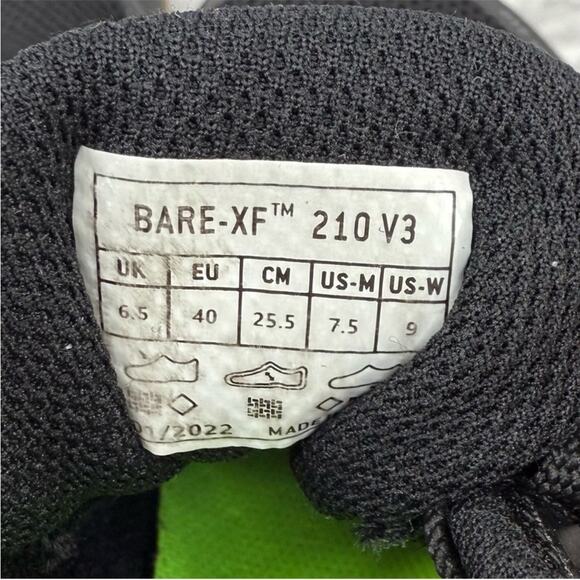 BARE-XF™ 210 V3
UK EU CM US-M US-W
6.5 40 25.5 7.5 9
01/2022 MADE